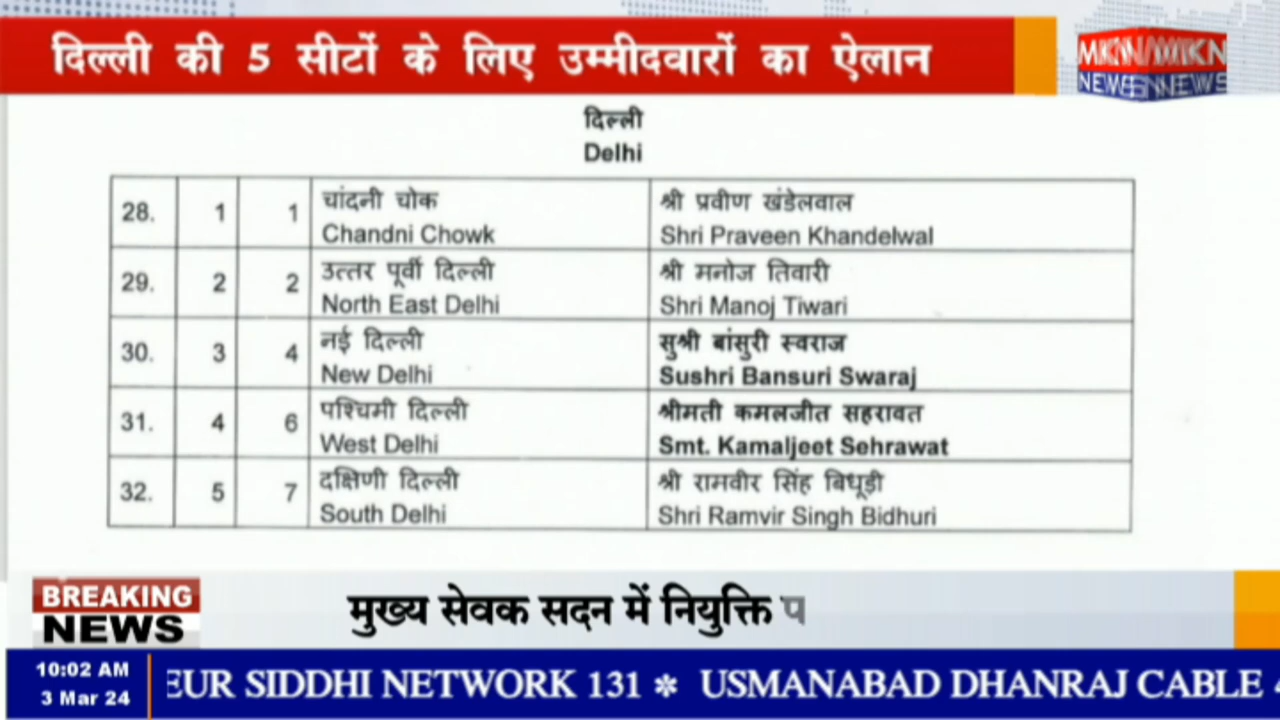 दिल्ली की 5 सीटों के लिए उम्मीदवारों का ऐलान
दिल्ली
Delhi
28. 1 1 चांदनी चोक श्री प्रवीण खंडेलवाल
Chandni Chowk Shri Praveen Khandelwal
29. 2 2 उत्तर पूर्वी दिल्ली श्री मनोज तिवारी
North East Delhi Shri Manoj Tiwari
30. 3 4 नई दिल्ली सुश्री बांसुरी स्वराज
New Delhi Sushri Bansuri Swaraj
31. 4 6 पश्चिमी दिल्ली श्रीमती कमलजीत सहरावत
West Delhi Smt. Kamaljeet Sehrawat
32. 5 7 दक्षिणी दिल्ली श्री रामवीर सिंह बिधूड़ी
South Delhi Shri Ramvir Singh Bidhuri
BREAKING
NEWS
मुख्य सेवक सदन में नियुक्ति प
10:02 AM
3 Mar 24
EUR SIDDHI NETWORK 131 * USMANABAD DHANRAJ CABLE